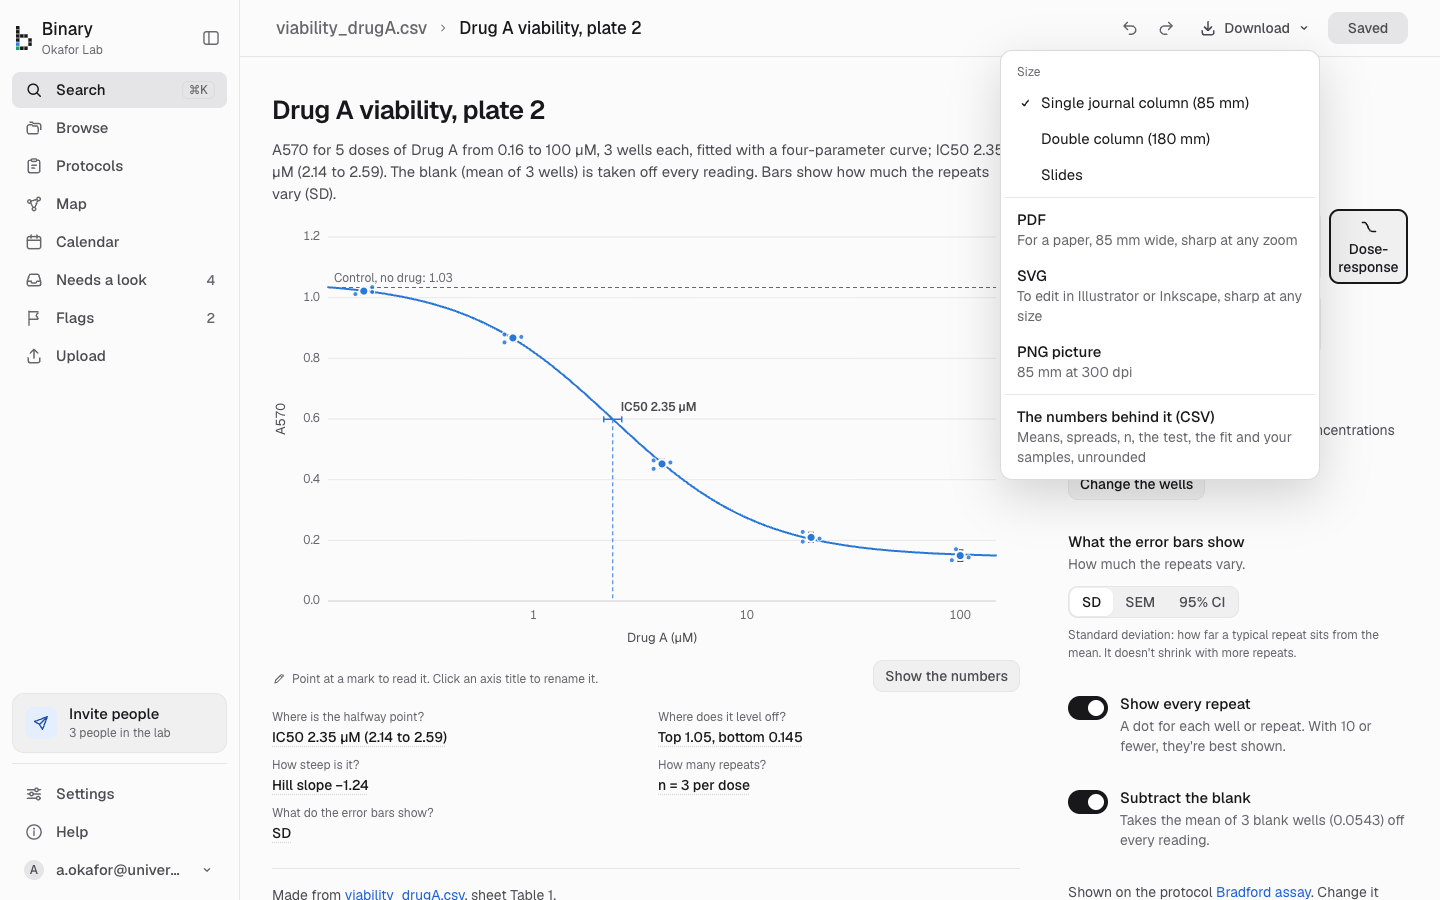 Binary
Okafor Lab
Search
⌘K
Browse
Protocols
Map
Calendar
Needs a look
4
Flags
2
Upload
Invite people
3 people in the lab
Settings
Help
A
a.okafor@univer...
viability_drugA.csv › Drug A viability, plate 2
Download
Saved
Drug A viability, plate 2
A570 for 5 doses of Drug A from 0.16 to 100 µM, 3 wells each, fitted with a four-parameter curve; IC50 2.35
µM (2.14 to 2.59). The blank (mean of 3 wells) is taken off every reading. Bars show how much the repeats
vary (SD).
1.2
Control, no drug: 1.03
1.0
0.8
IC50 2.35 µM
0.6
A570
0.4
0.2
0.0
1
10
100
Drug A (µM)
Point at a mark to read it. Click an axis title to rename it.
Show the numbers
Where is the halfway point?
IC50 2.35 µM (2.14 to 2.59)
Where does it level off?
Top 1.05, bottom 0.145
How steep is it?
Hill slope −1.24
How many repeats?
n = 3 per dose
What do the error bars show?
SD
Made from viability_drugA.csv, sheet Table 1.
Size
Single journal column (85 mm)
Double column (180 mm)
Slides
PDF
For a paper, 85 mm wide, sharp at any zoom
SVG
To edit in Illustrator or Inkscape, sharp at any
size
PNG picture
85 mm at 300 dpi
The numbers behind it (CSV)
Means, spreads, n, the test, the fit and your
samples, unrounded
Dose-
response
Change the wells
What the error bars show
How much the repeats vary.
SD
SEM
95% CI
Standard deviation: how far a typical repeat sits from the
mean. It doesn't shrink with more repeats.
Show every repeat
A dot for each well or repeat. With 10 or
fewer, they're best shown.
Subtract the blank
Takes the mean of 3 blank wells (0.0543) off
every reading.
Shown on the protocol Bradford assay. Change it